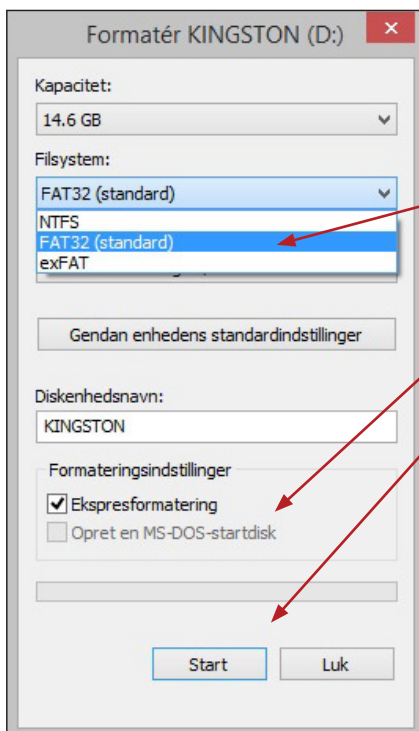 Formatér KINGSTON (D:)
Kapacitet:
14.6 GB
Filsystem:
FAT32 (standard)
NTFS
FAT32 (standard)
exFAT
Gendan enhedens standardindstillinger
Diskenhedsnavn:
KINGSTON
Formateringsindstillinger
Ekspresformatering
Opret en MS-DOS-startdisk
Start
Luk